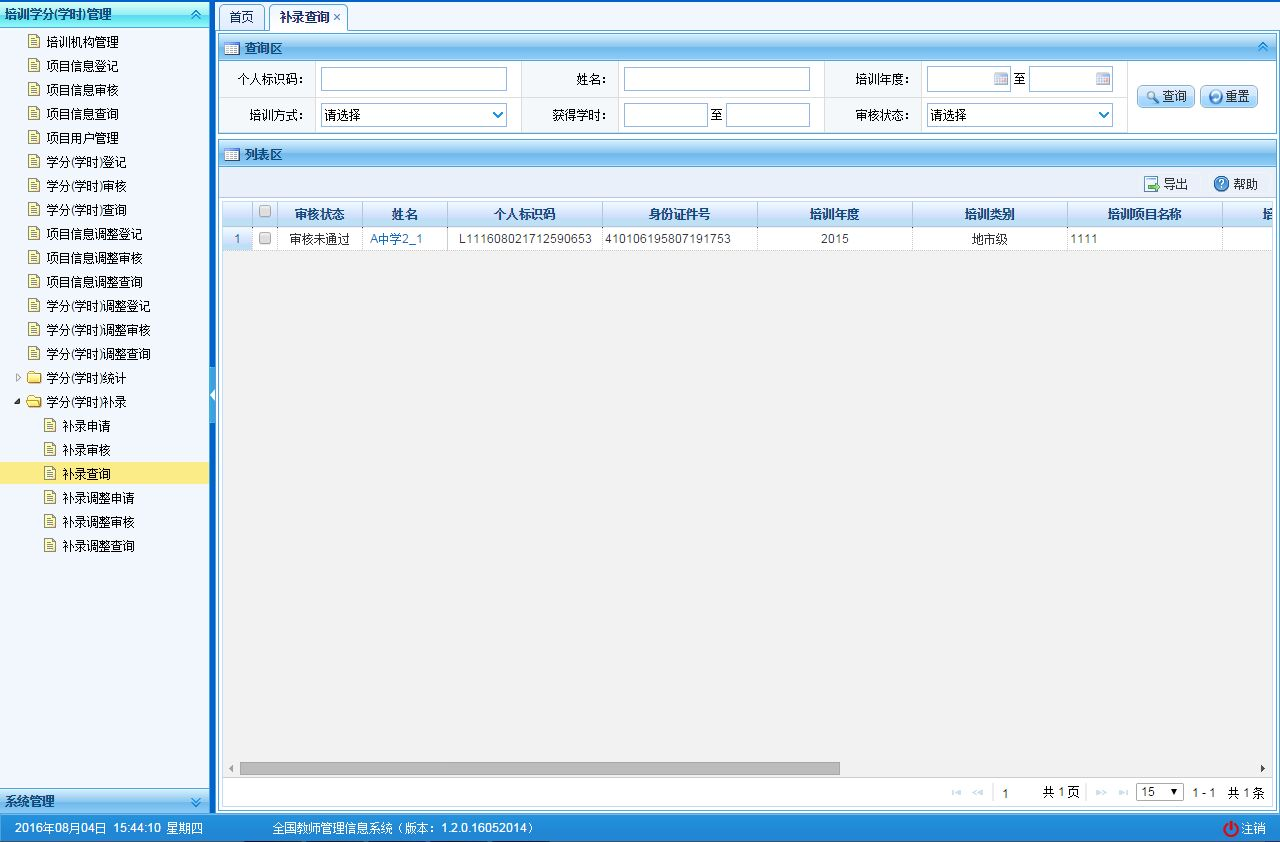 培训学分(学时)管理
培训机构管理
项目信息登记
项目信息审核
项目信息查询
项目用户管理
学分(学时)登记
学分(学时)审核
学分(学时)查询
项目信息调整登记
项目信息调整审核
项目信息调整查询
学分(学时)调整登记
学分(学时)调整审核
学分(学时)调整查询
学分(学时)统计
学分(学时)补录
补录申请
补录审核
补录查询
补录调整申请
补录调整审核
补录调整查询
系统管理
首页 补录查询 ×
查询区
个人标识码： 姓名： 培训年度： 至
培训方式： 请选择 获得学时： 至 审核状态： 请选择
查询 重置
列表区
导出 帮助
审核状态 姓名 个人标识码 身份证件号 培训年度 培训类别 培训项目名称
1 审核未通过 A中学2_1 L111608021712590653 410106195807191753 2015 地市级 1111
1 共 1 页 15 1 - 1 共 1 条
2016年08月04日 15:44:10 星期四 全国教师管理信息系统（版本：1.2.0.16052014） 注销